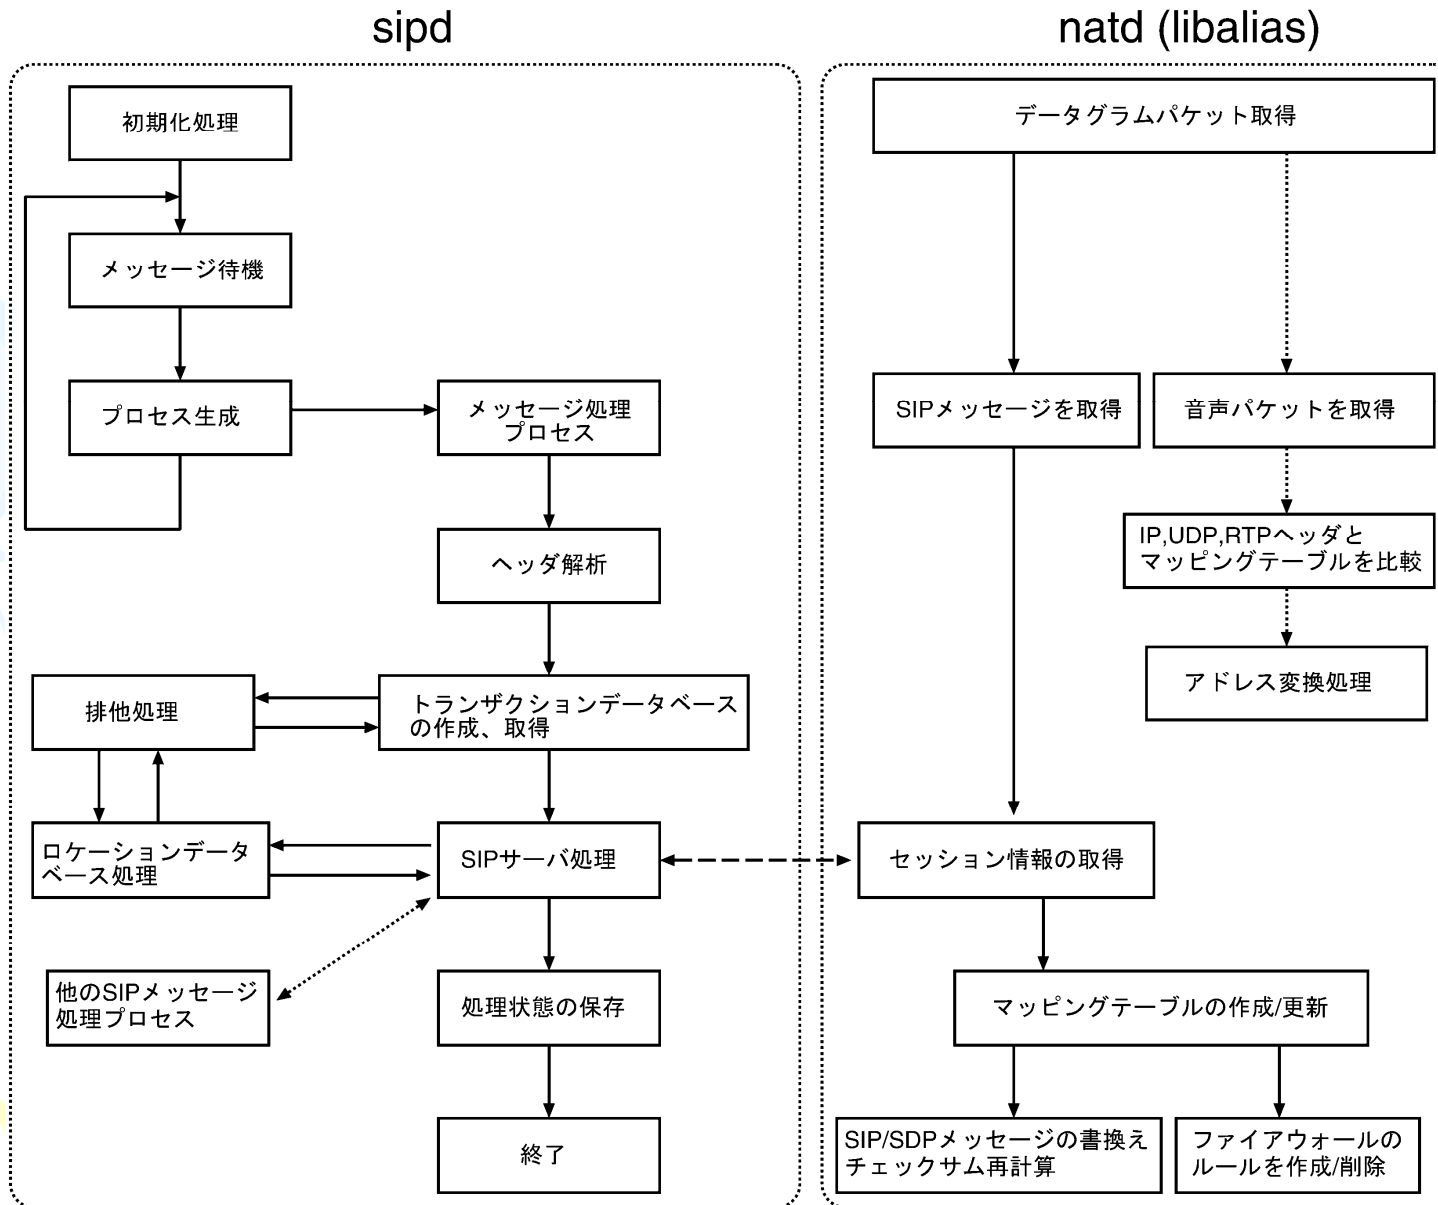 sipd
初期化処理
メッセージ待機
プロセス生成
メッセージ処理
プロセス
ヘッダ解析
排他処理
トランザクションデータベース
の作成、取得
ロケーションデータ
ベース処理
SIPサーバ処理
他のSIPメッセージ
処理プロセス
処理状態の保存
終了
natd (libalias)
データグラムパケット取得
SIPメッセージを取得
音声パケットを取得
IP,UDP,RTPヘッダと
マッピングテーブルを比較
アドレス変換処理
セッション情報の取得
マッピングテーブルの作成/更新
SIP/SDPメッセージの書換え
チェックサム再計算
ファイアウォールの
ルールを作成/削除